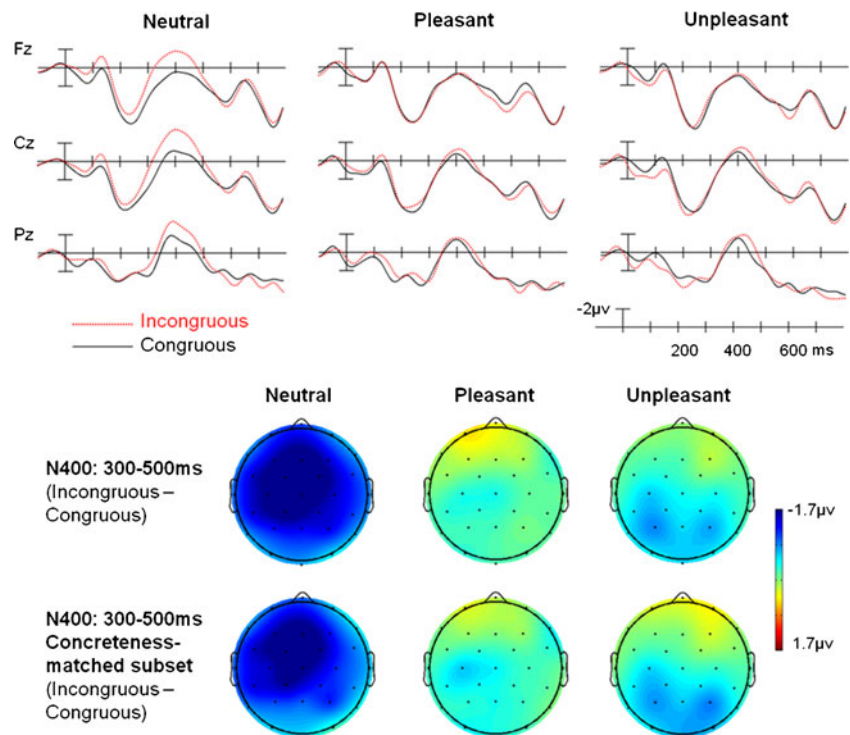 Neutral Pleasant Unpleasant
Fz
Cz
Pz
Incongruous
Congruous
-2μv
200 400 600 ms
Neutral Pleasant Unpleasant
N400: 300-500ms
(Incongruous –
Congruous)
-1.7μv
1.7μv
N400: 300-500ms
Concreteness-
matched subset
(Incongruous –
Congruous)